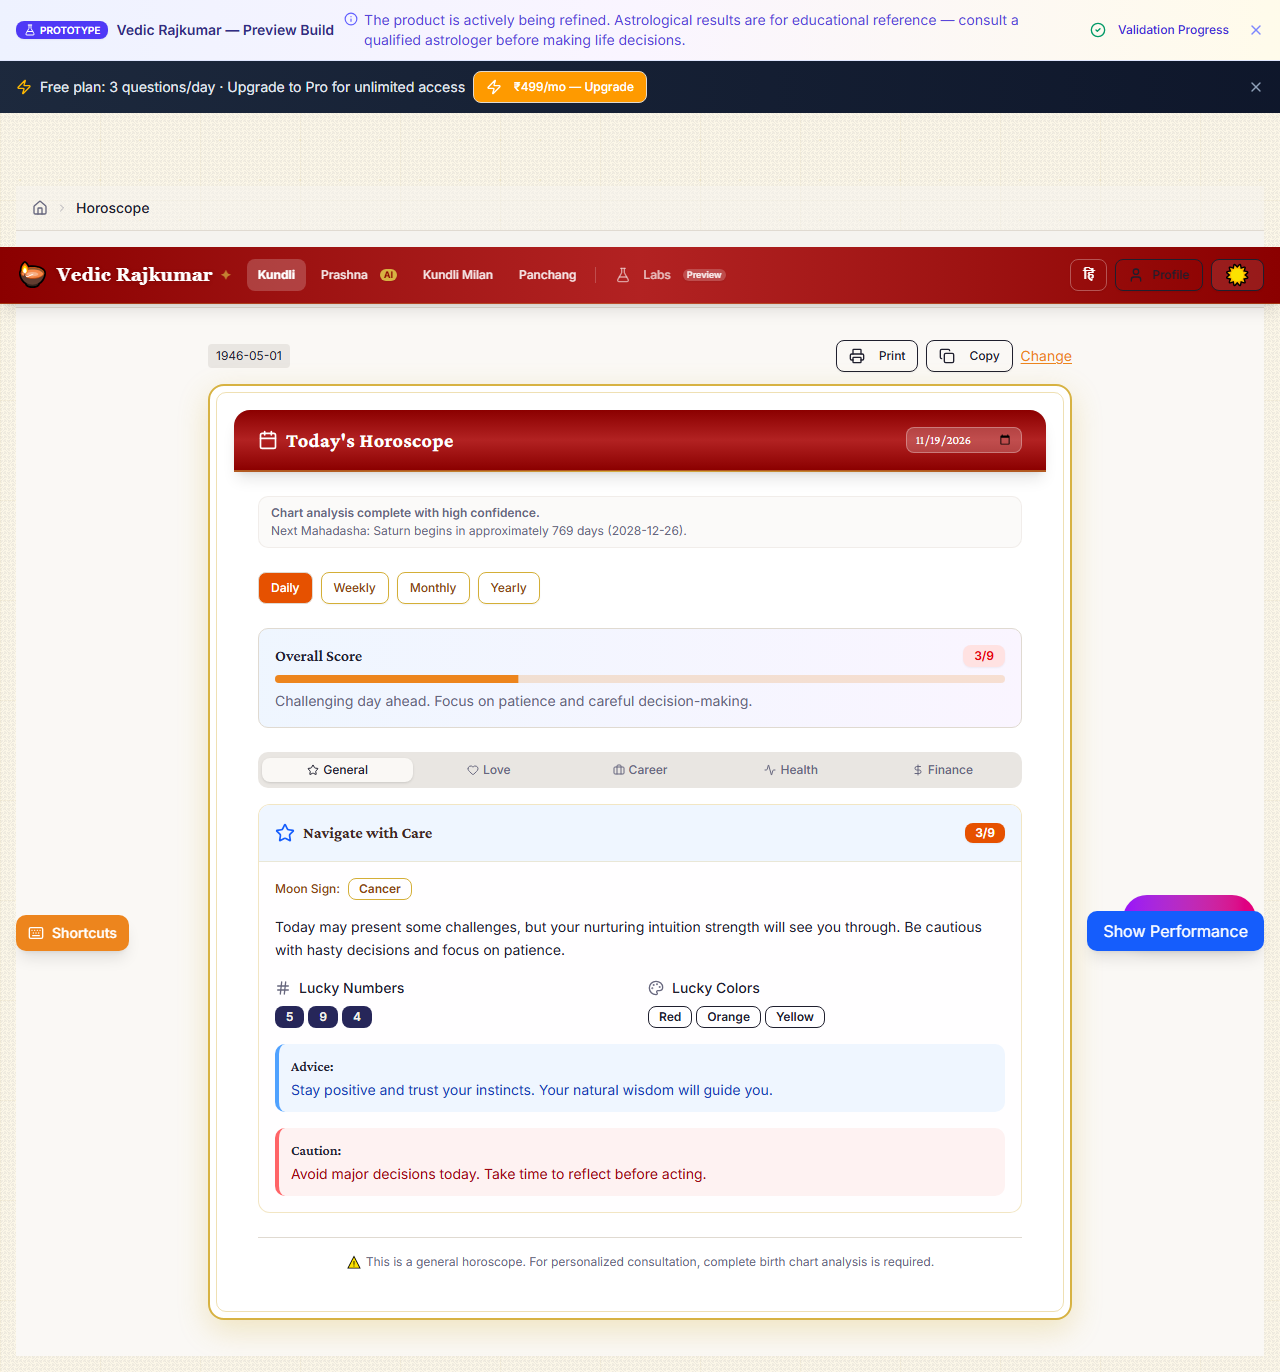 PROTOTYPE Vedic Rajkumar — Preview Build
The product is actively being refined. Astrological results are for educational reference — consult a
qualified astrologer before making life decisions.
Validation Progress
Free plan: 3 questions/day · Upgrade to Pro for unlimited access
₹499/mo — Upgrade
Horoscope
Vedic Rajkumar
Kundli
Prashna AI
Kundli Milan
Panchang
Labs Preview
हि
Profile
1946-05-01
Print
Copy
Change
Today's Horoscope
11/19/2026
Chart analysis complete with high confidence.
Next Mahadasha: Saturn begins in approximately 769 days (2028-12-26).
Daily
Weekly
Monthly
Yearly
Overall Score
3/9
Challenging day ahead. Focus on patience and careful decision-making.
General
Love
Career
Health
Finance
Navigate with Care
3/9
Moon Sign: Cancer
Today may present some challenges, but your nurturing intuition strength will see you through. Be cautious
with hasty decisions and focus on patience.
Shortcuts
Show Performance
Lucky Numbers
5 9 4
Lucky Colors
Red Orange Yellow
Advice:
Stay positive and trust your instincts. Your natural wisdom will guide you.
Caution:
Avoid major decisions today. Take time to reflect before acting.
This is a general horoscope. For personalized consultation, complete birth chart analysis is required.